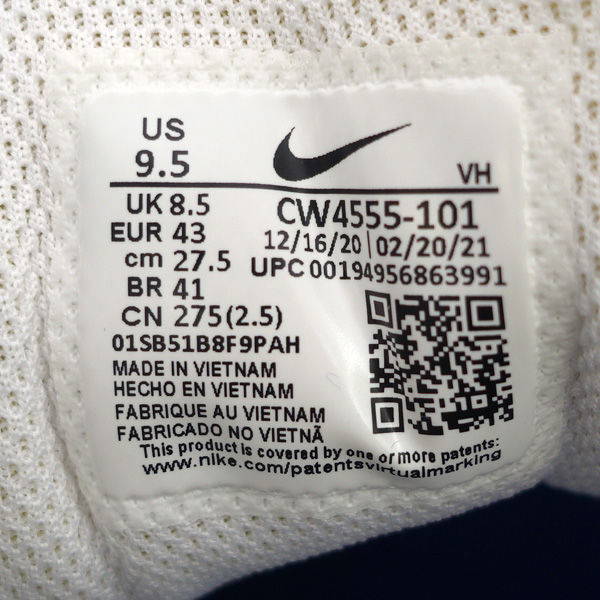 US
9.5
VH
UK 8.5
CW4555-101
EUR 43
12/16/20 | 02/20/21
cm 27.5
UPC 00194956863991
BR 41
CN 275(2.5)
01SB51B8F9PAH
MADE IN VIETNAM
HECHO EN VIETNAM
FABRIQUE AU VIETNAM
FABRICADO NO VIETNÃ
This product is covered by one or more patents:
www.nike.com/patentsvirtualmarking